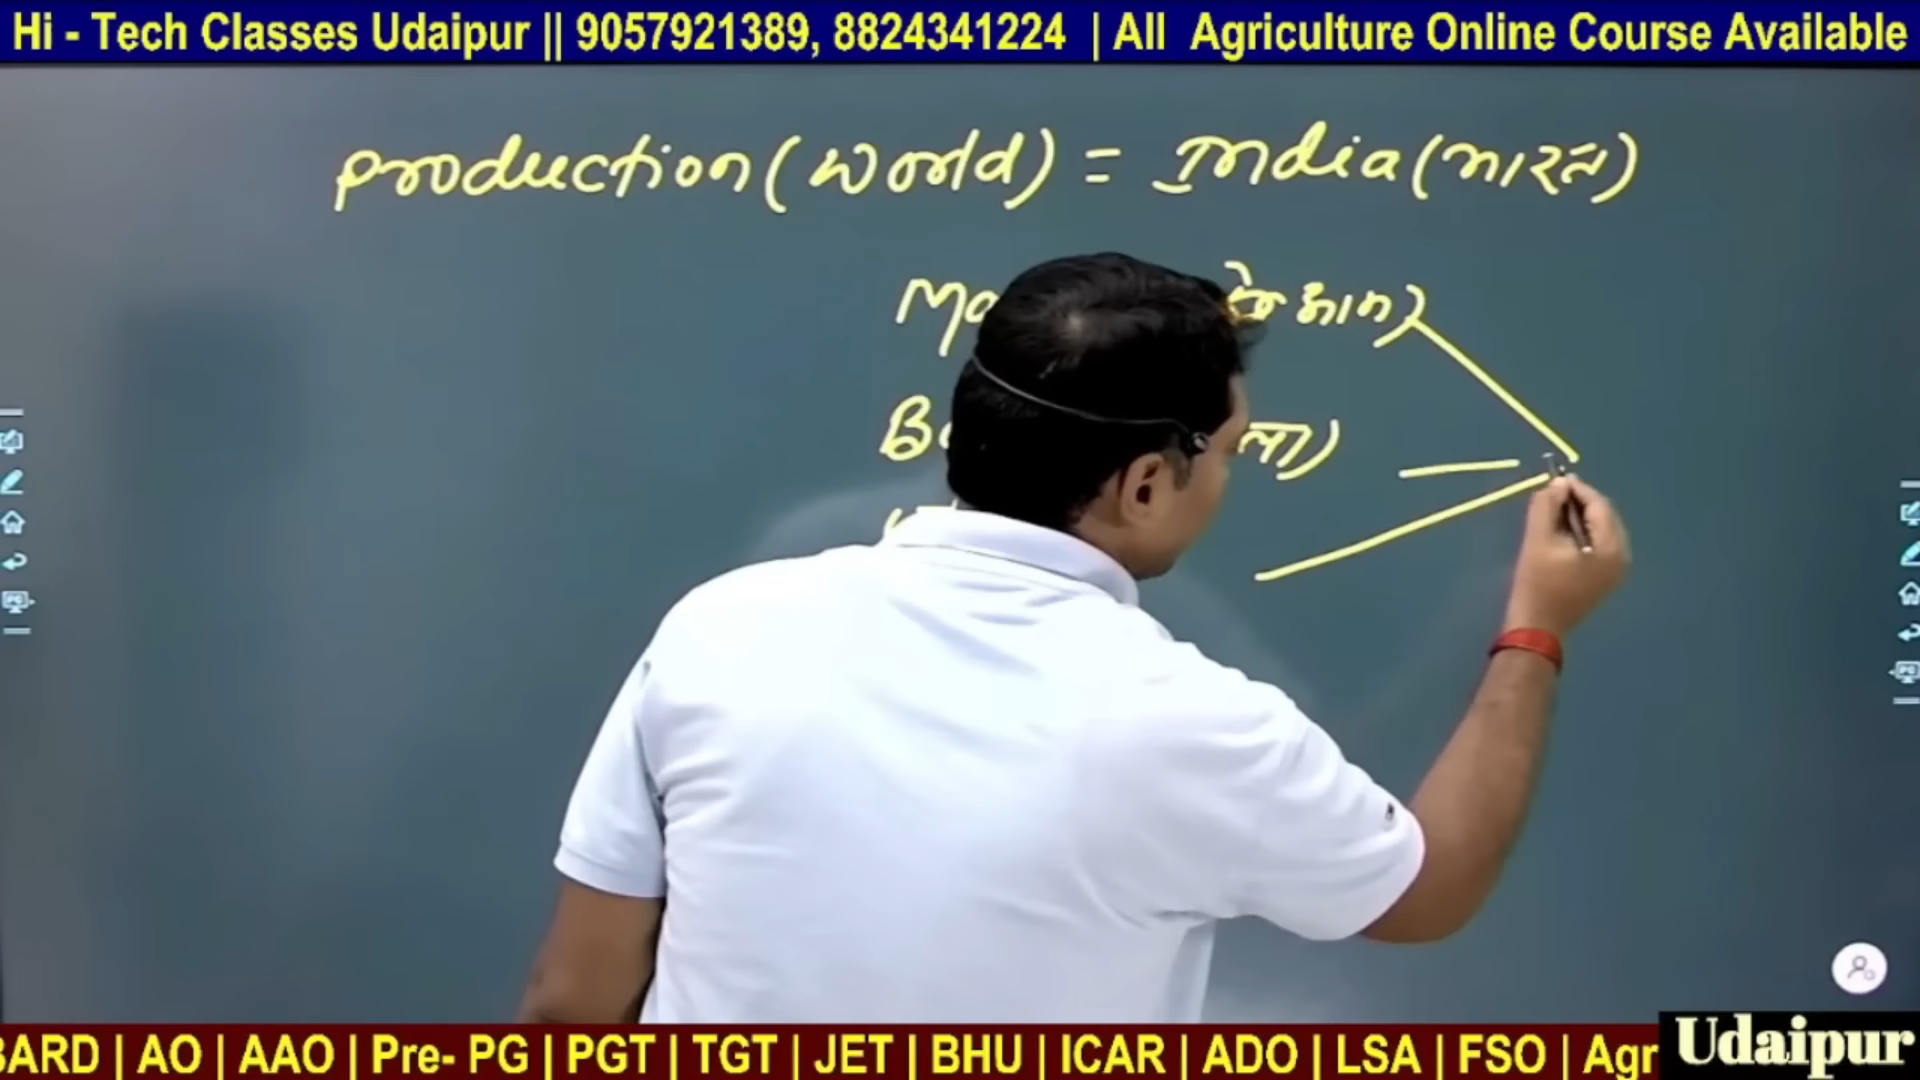 Hi - Tech Classes Udaipur || 9057921389, 8824341224 | All Agriculture Online Course Available
Production (World) = India (भारत)
BARD | AO | AAO | Pre- PG | PGT | TGT | JET | BHU | ICAR | ADO | LSA | FSO | Agr
Udaipur